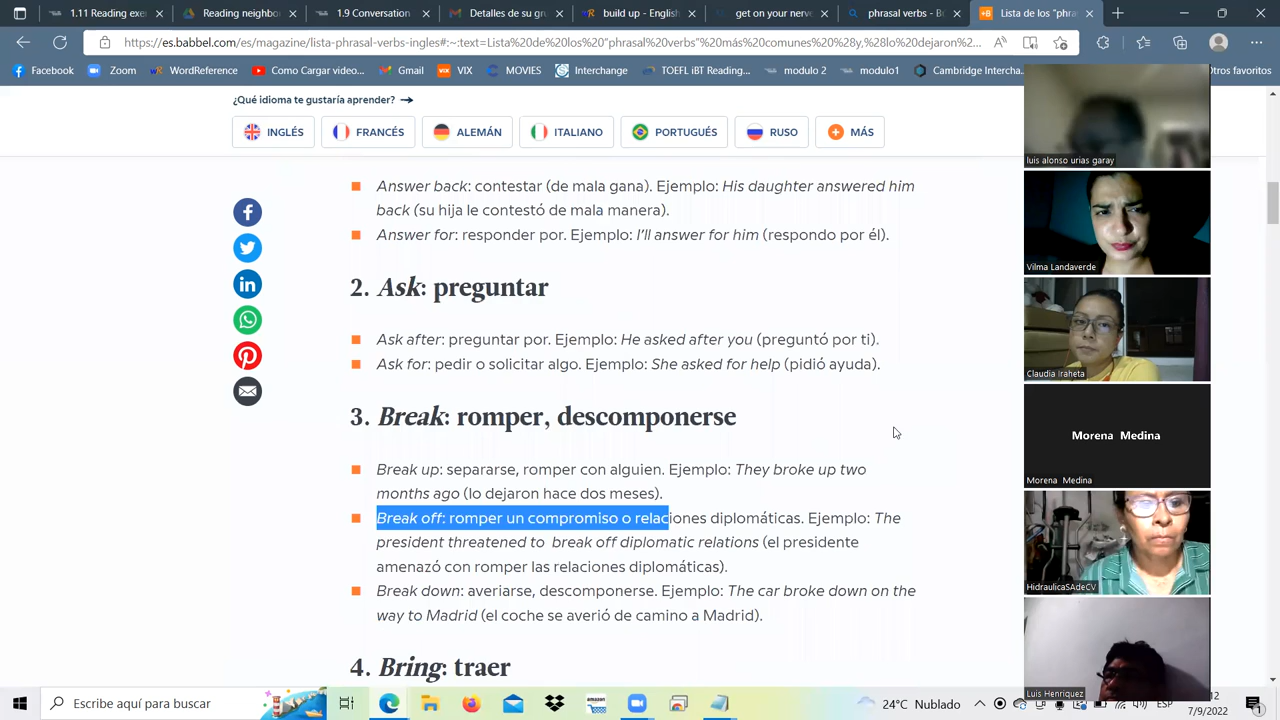 1.17 Rea
1.11 Reading
1.15 Reading
build up - Englis
get on your nerv
phrasal verbs - B
Lista de los "phra
https://es.babbel.com/es/magazine/lista-phrasal-verbs-ingles#:~:text=Lista%20de%20los%20"phrasal%20verbs"%20más%20comunes%20%28y,%28lo%20dejaron%2...
Facebook
Zoom
WordReference
Como Cargar video...
Gmail
VIX
MOVIES
Interchange
TOEFL iBT Reading...
modulo 2
modulo1
Cambridge Intercha...
Otros favoritos
¿Qué idioma te gustaría aprender?
INGLÉS
FRANCÉS
ALEMÁN
ITALIANO
PORTUGUÉS
RUSO
MÁS
Answer back: contestar (de mala gana). Ejemplo: His daughter answered him
back (su hija le contestó de mala manera).
Answer for: responder por. Ejemplo: I'll answer for him (respondo por él).
2. Ask: preguntar
Ask after: preguntar por. Ejemplo: He asked after you (preguntó por ti).
Ask for: pedir o solicitar algo. Ejemplo: She asked for help (pidió ayuda).
3. Break: romper, descomponerse
Break up: separarse, romper con alguien. Ejemplo: They broke up two
months ago (lo dejaron hace dos meses).
Break off: romper un compromiso o relaciones diplomáticas. Ejemplo: The
president threatened to break off diplomatic relations (el presidente
amenazó con romper las relaciones diplomáticas).
Break down: averiarse, descomponerse. Ejemplo: The car broke down on the
way to Madrid (el coche se averió de camino a Madrid).
4. Bring: traer
luis alonso urias garay
Vilma Landaverde
Claudia Iraheta
Morena Medina
Morena Medina
HidraulicaSAdeCV
Luis Henriquez
Escribe aquí para buscar
24°C Nublado
ESP
12
7/9/2022